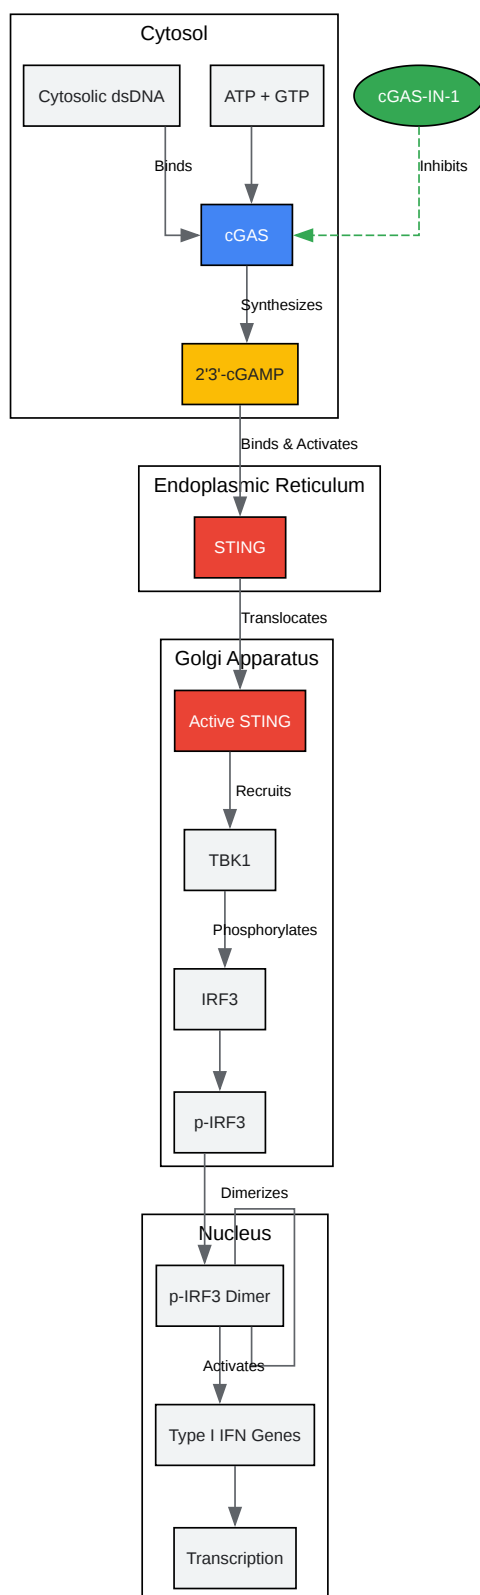 Cytosol
Cytosolic dsDNA
ATP + GTP
cGAS-IN-1
Binds
Inhibits
cGAS
Synthesizes
2'3'-cGAMP
Binds & Activates
Endoplasmic Reticulum
STING
Translocates
Golgi Apparatus
Active STING
Recruits
TBK1
Phosphorylates
IRF3
p-IRF3
Dimerizes
Nucleus
p-IRF3 Dimer
Activates
Type I IFN Genes
Transcription